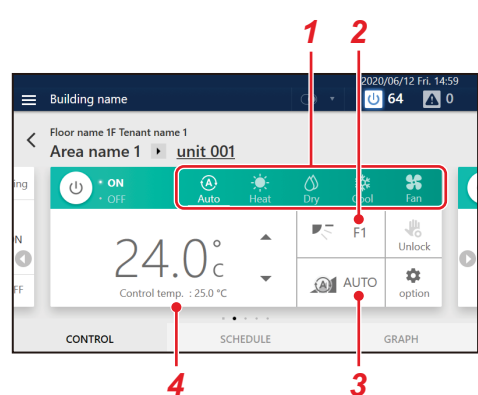 1
2
2020/06/12 Fri. 14:59
Building name
64
0
Floor name 1F Tenant name 1
Area name 1
unit 001
ing
ON
OFF
A
Auto
Heat
Dry
Cool
Fan
N
FF
24.0°c
Control temp. : 25.0 °C
F1
Unlock
A
AUTO
option
CONTROL
SCHEDULE
GRAPH
4
3